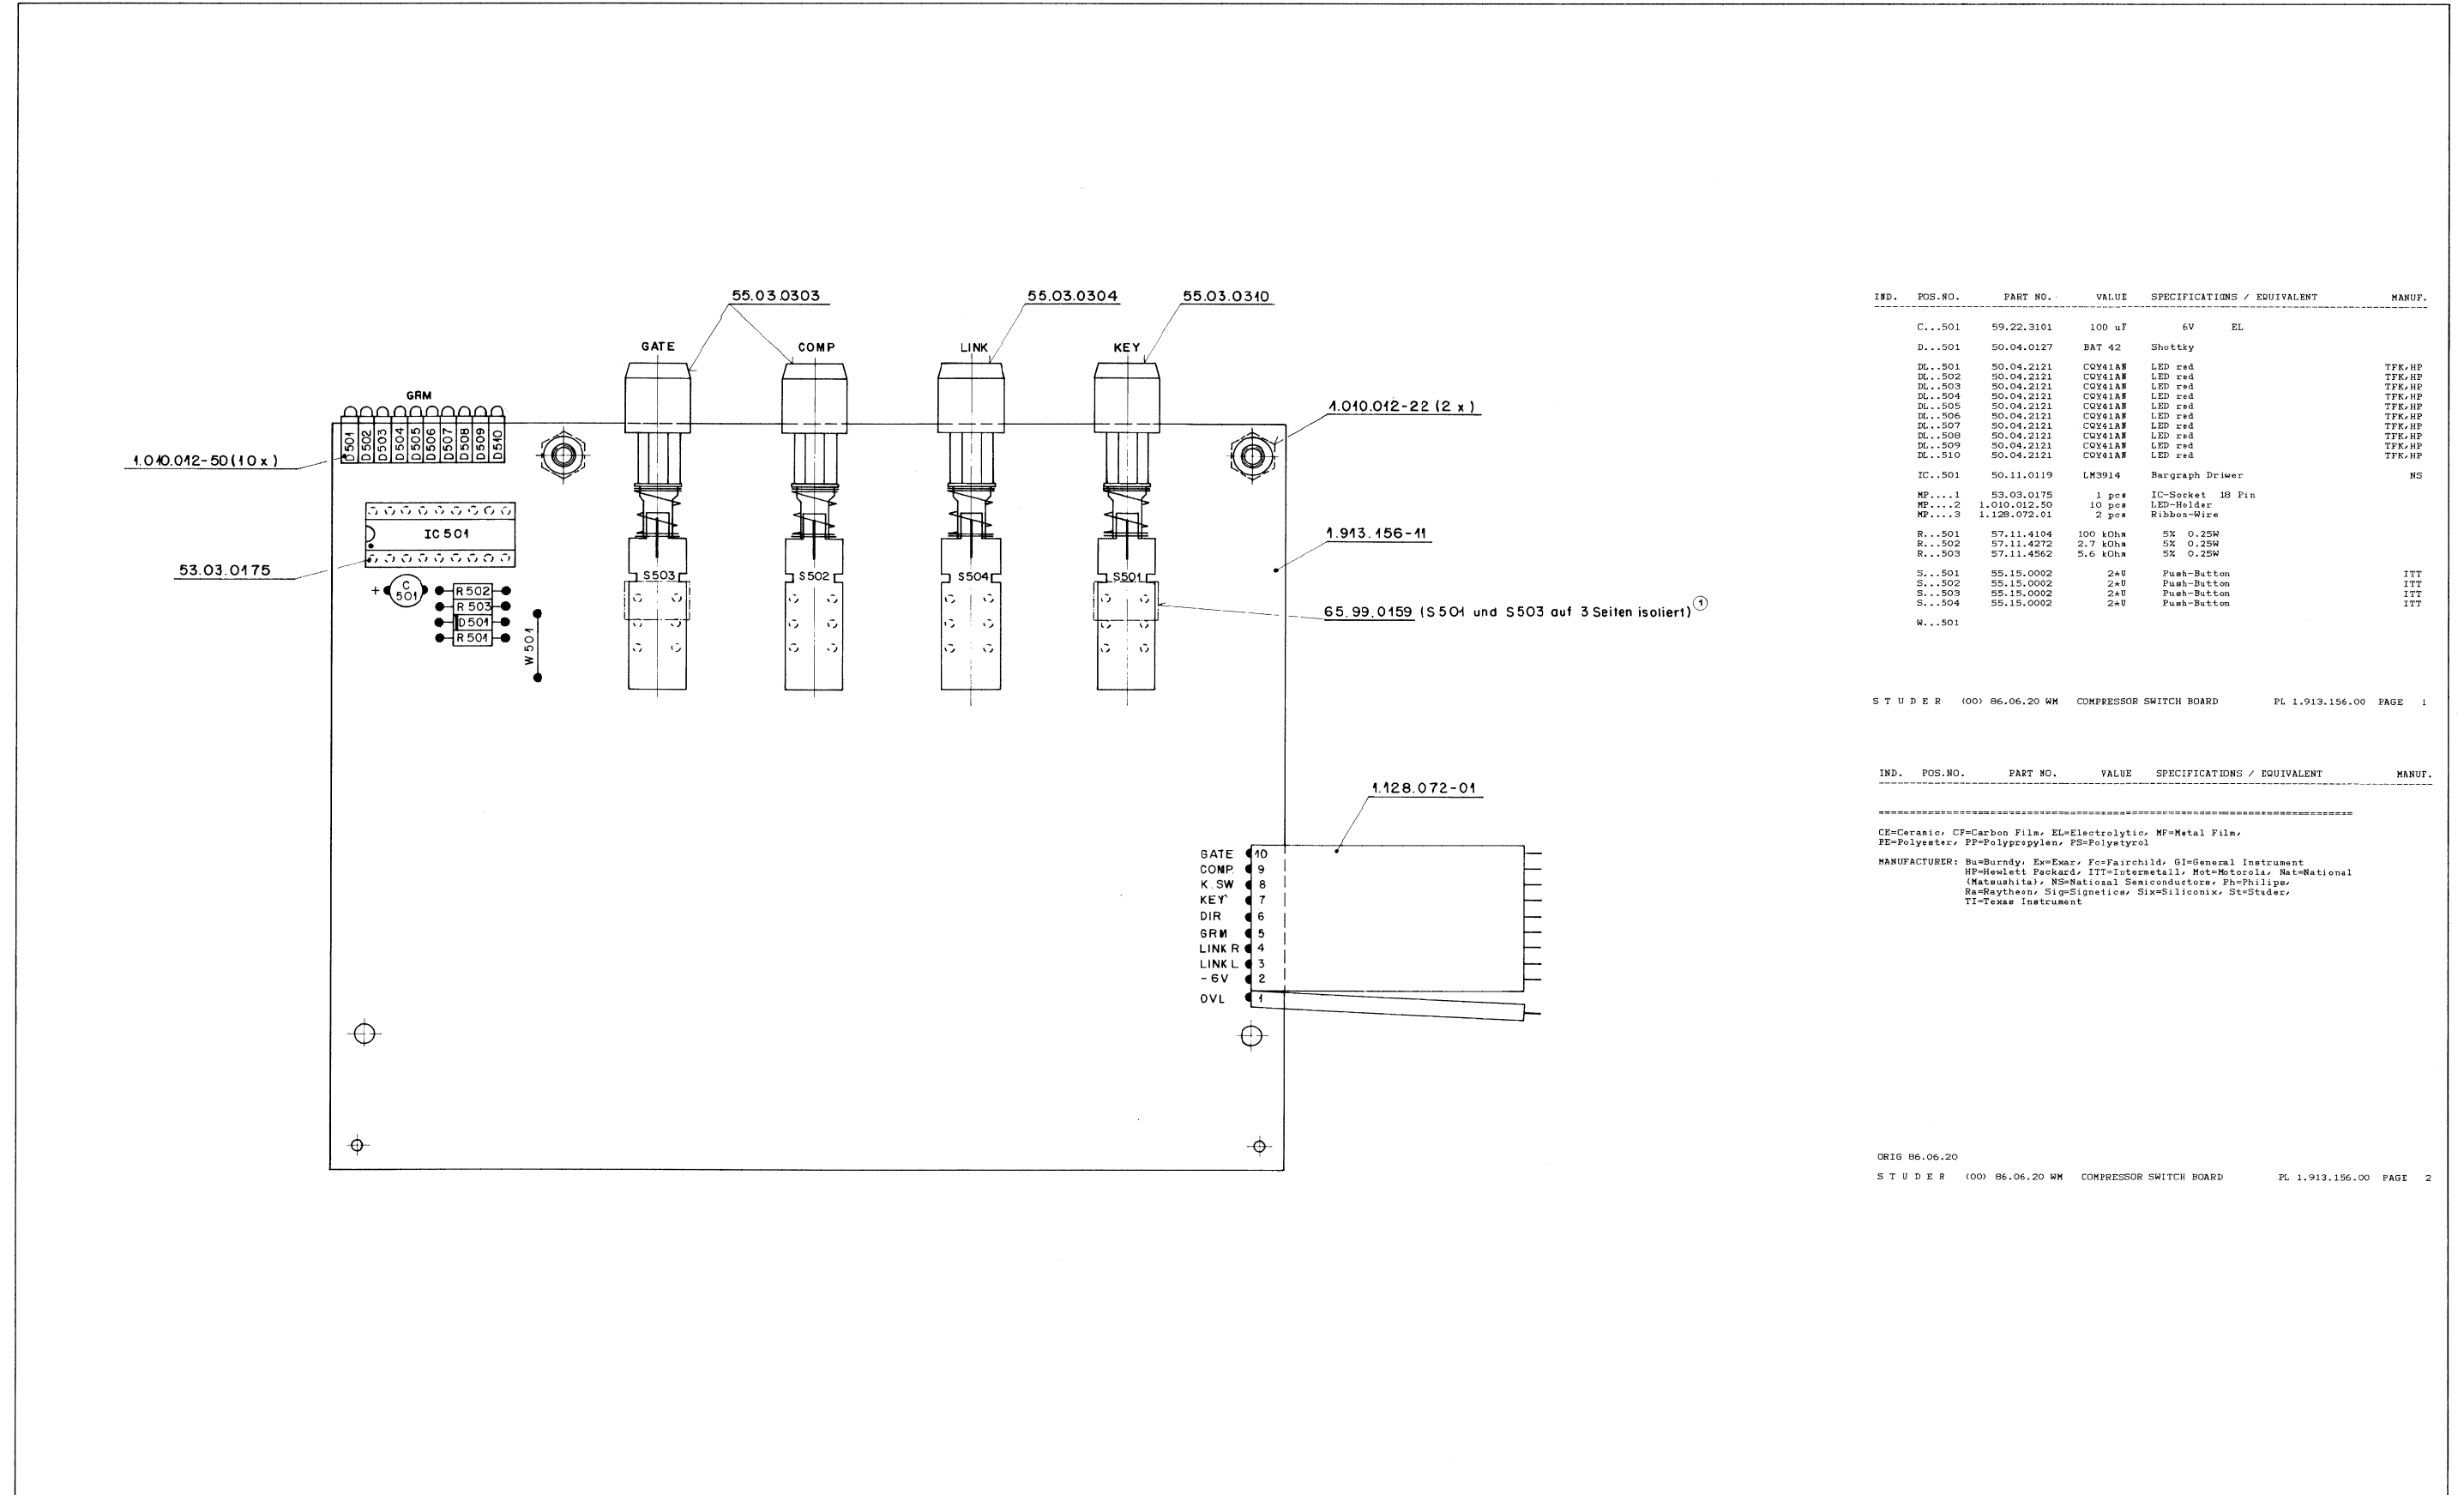 55.03.0303
55.03.0304
55.03.0310
GATE
COMP
LINK
KEY
GRM
1.010.012-22 (2 x)
D501
D502
D503
D504
D505
D506
D507
D508
D509
D510
1.010.012-50 (10 x)
IC 501
1.913.156-11
53.03.0175
S503
S502
S504
S501
+
C
501
R 502
R 503
D501
R 501
W 501
65.99.0159 (S 501 und S 503 auf 3 Seiten isoliert) 1
1.128.072-01
GATE 10
COMP. 9
K.SW 8
KEY 7
DIR 6
GRM 5
LINK R 4
LINK L 3
- 6V 2
OVL 1
IND. POS.NO. PART NO. VALUE SPECIFICATIONS / EQUIVALENT MANUF.
C...501 59.22.3101 100 uF 6V EL
D...501 50.04.0127 BAT 42 Shottky
DL..501 50.04.2121 CQY41AN LED red TFK,HP
DL..502 50.04.2121 CQY41AN LED red TFK,HP
DL..503 50.04.2121 CQY41AN LED red TFK,HP
DL..504 50.04.2121 CQY41AN LED red TFK,HP
DL..505 50.04.2121 CQY41AN LED red TFK,HP
DL..506 50.04.2121 CQY41AN LED red TFK,HP
DL..507 50.04.2121 CQY41AN LED red TFK,HP
DL..508 50.04.2121 CQY41AN LED red TFK,HP
DL..509 50.04.2121 CQY41AN LED red TFK,HP
DL..510 50.04.2121 CQY41AN LED red TFK,HP
IC..501 50.11.0119 LM3914 Bargraph Driwer NS
MP....1 53.03.0175 1 pcs IC-Socket 18 Pin
MP....2 1.010.012.50 10 pcs LED-Holder
MP....3 1.128.072.01 2 pcs Ribbon-Wire
R...501 57.11.4104 100 kOhm 5% 0.25W
R...502 57.11.4272 2.7 kOhm 5% 0.25W
R...503 57.11.4562 5.6 kOhm 5% 0.25W
S...501 55.15.0002 2*U Push-Button ITT
S...502 55.15.0002 2*U Push-Button ITT
S...503 55.15.0002 2*U Push-Button ITT
S...504 55.15.0002 2*U Push-Button ITT
W...501
S T U D E R (00) 86.06.20 WM COMPRESSOR SWITCH BOARD PL 1.913.156.00 PAGE 1
IND. POS.NO. PART NO. VALUE SPECIFICATIONS / EQUIVALENT MANUF.
CE=Ceramic, CF=Carbon Film, EL=Electrolytic, MF=Metal Film,
PE=Polyester, PP=Polypropylen, PS=Polystyrol
MANUFACTURER: Bu=Burndy, Ex=Exar, Fc=Fairchild, GI=General Instrument
HP=Hewlett Packard, ITT=Intermetall, Mot=Motorola, Nat=National
(Matsushita), NS=National Semiconductors, Ph=Philips,
Ra=Raytheon, Sig=Signetics, Six=Siliconix, St=Studer,
TI=Texas Instrument
ORIG 86.06.20
S T U D E R (00) 86.06.20 WM COMPRESSOR SWITCH BOARD PL 1.913.156.00 PAGE 2